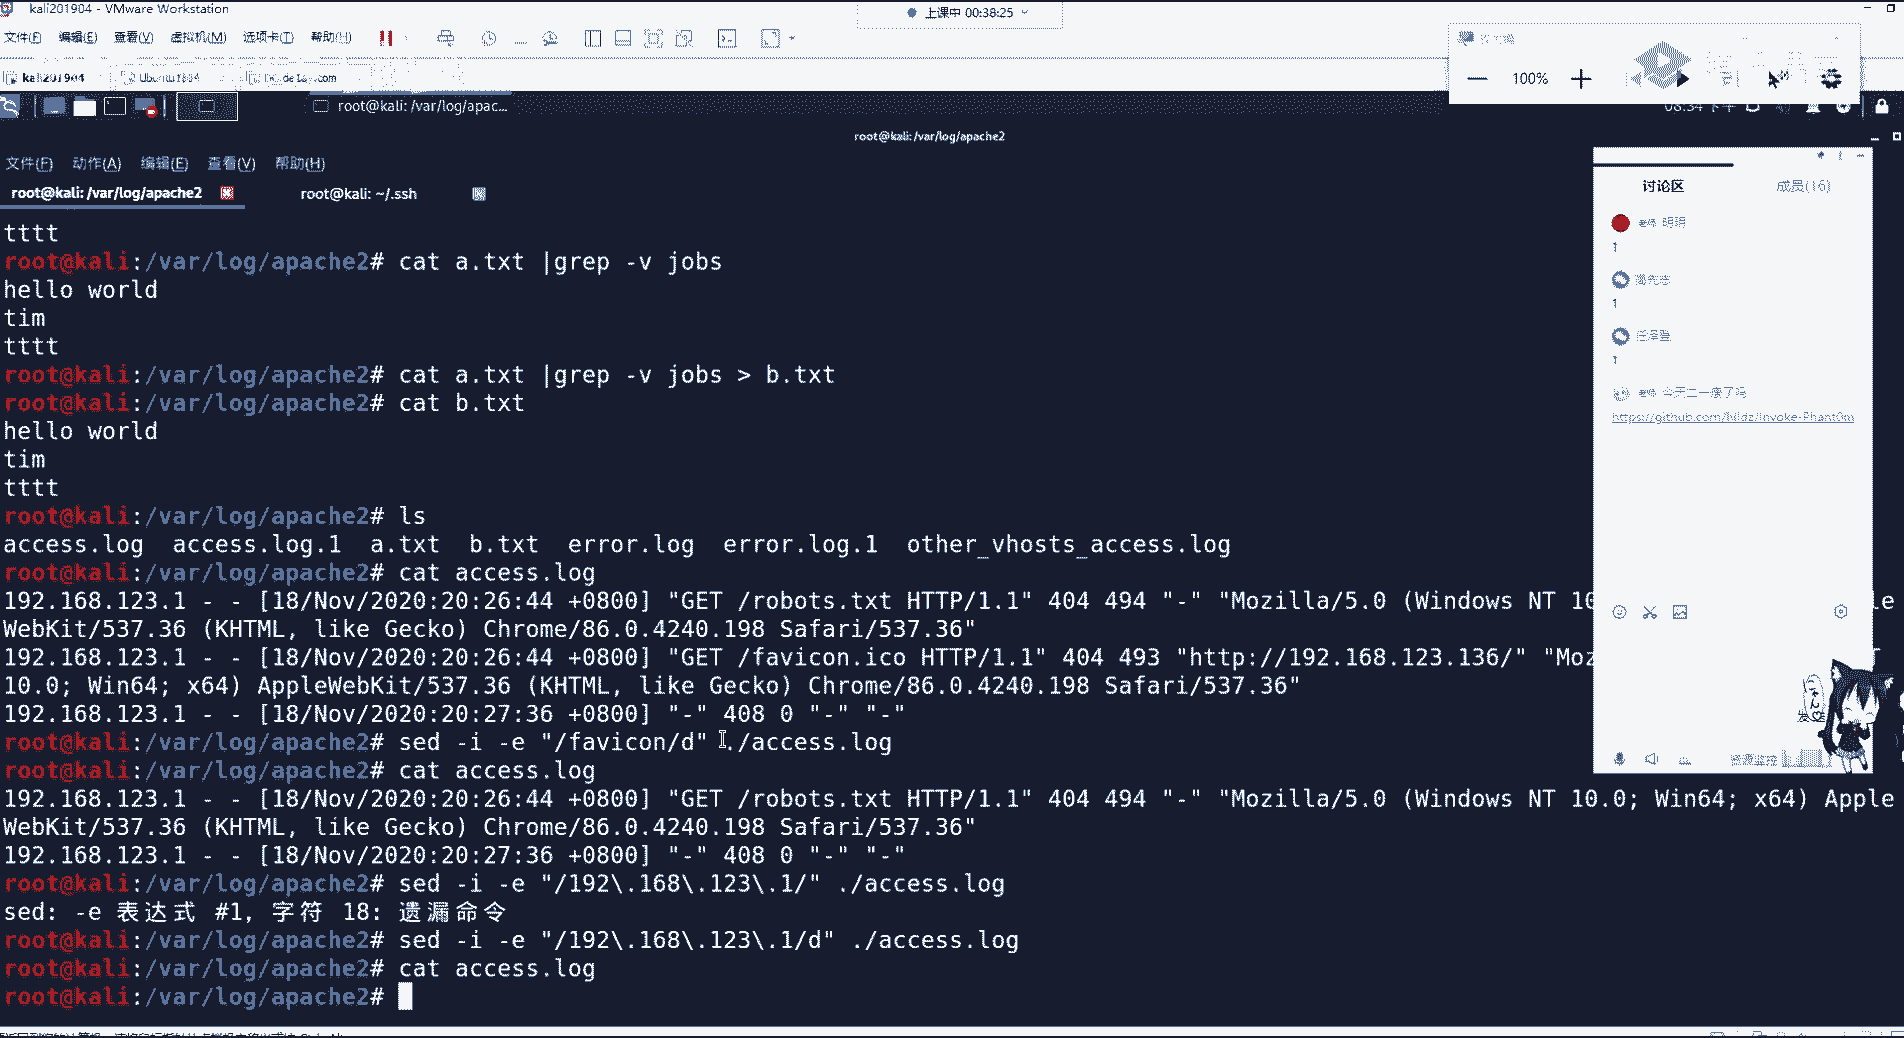 kali201904 - VMware Workstation
上课中 00:38:25
文件(F) 编辑(E) 查看(V) 虚拟机(M) 选项卡(T) 帮助(H)
kali201904
100%
root@kali: /var/log/apac...
root@kali: /var/log/apache2
文件(F) 动作(A) 编辑(E) 查看(V) 帮助(H)
root@kali: /var/log/apache2 root@kali: ~/.ssh
讨论区 成员(16)
tttt
root@kali:/var/log/apache2# cat a.txt |grep -v jobs
hello world
tim
tttt
root@kali:/var/log/apache2# cat a.txt |grep -v jobs > b.txt
root@kali:/var/log/apache2# cat b.txt
hello world
tim
tttt
root@kali:/var/log/apache2# ls
access.log access.log.1 a.txt b.txt error.log error.log.1 other_vhosts_access.log
root@kali:/var/log/apache2# cat access.log
192.168.123.1 - - [18/Nov/2020:20:26:44 +0800] "GET /robots.txt HTTP/1.1" 404 494 "-" "Mozilla/5.0 (Windows NT 10
WebKit/537.36 (KHTML, like Gecko) Chrome/86.0.4240.198 Safari/537.36"
192.168.123.1 - - [18/Nov/2020:20:26:44 +0800] "GET /favicon.ico HTTP/1.1" 404 493 "http://192.168.123.136/" "Moz
10.0; Win64; x64) AppleWebKit/537.36 (KHTML, like Gecko) Chrome/86.0.4240.198 Safari/537.36"
192.168.123.1 - - [18/Nov/2020:20:27:36 +0800] "-" 408 0 "-" "-"
root@kali:/var/log/apache2# sed -i -e "/favicon/d" ./access.log
root@kali:/var/log/apache2# cat access.log
192.168.123.1 - - [18/Nov/2020:20:26:44 +0800] "GET /robots.txt HTTP/1.1" 404 494 "-" "Mozilla/5.0 (Windows NT 10.0; Win64; x64) Apple
WebKit/537.36 (KHTML, like Gecko) Chrome/86.0.4240.198 Safari/537.36"
192.168.123.1 - - [18/Nov/2020:20:27:36 +0800] "-" 408 0 "-" "-"
root@kali:/var/log/apache2# sed -i -e "/192\.168\.123\.1/" ./access.log
sed: -e 表达式 #1, 字符 18: 遗漏命令
root@kali:/var/log/apache2# sed -i -e "/192\.168\.123\.1/d" ./access.log
root@kali:/var/log/apache2# cat access.log
root@kali:/var/log/apache2#
1
1
1